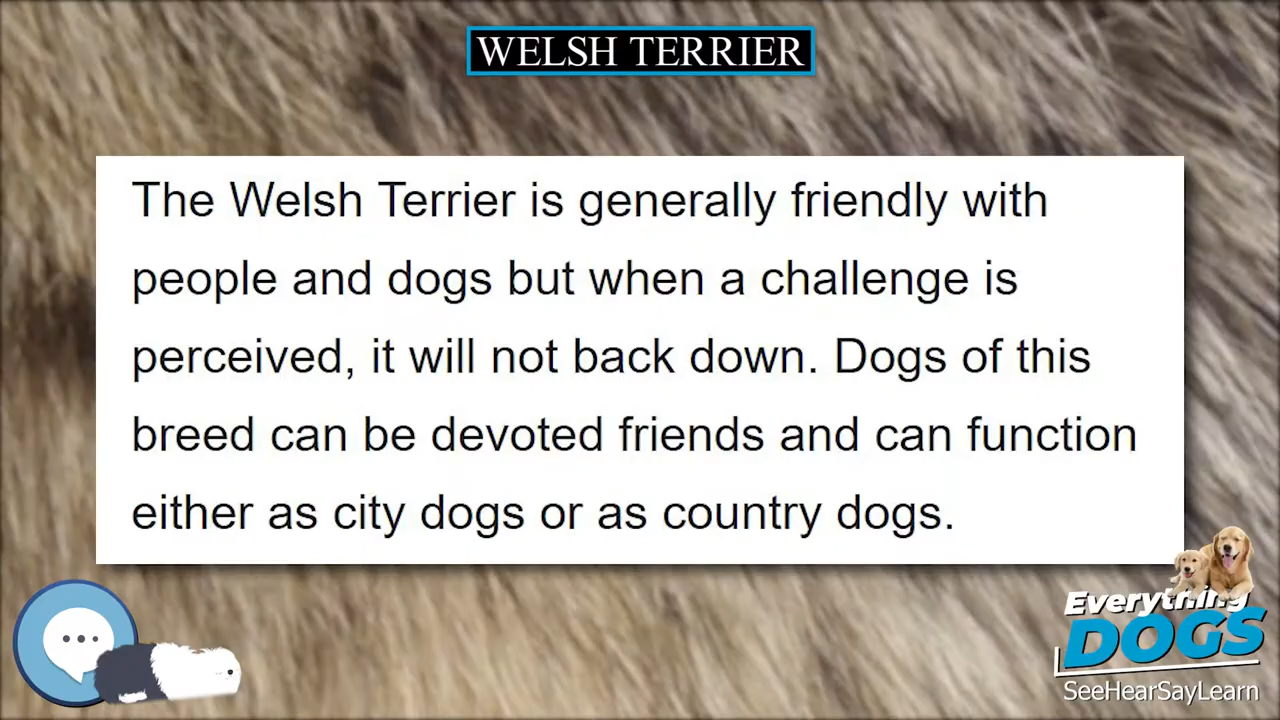 WELSH TERRIER
The Welsh Terrier is generally friendly with
people and dogs but when a challenge is
perceived, it will not back down. Dogs of this
breed can be devoted friends and can function
either as city dogs or as country dogs.
Everything
DOGS
SeeHearSayLearn